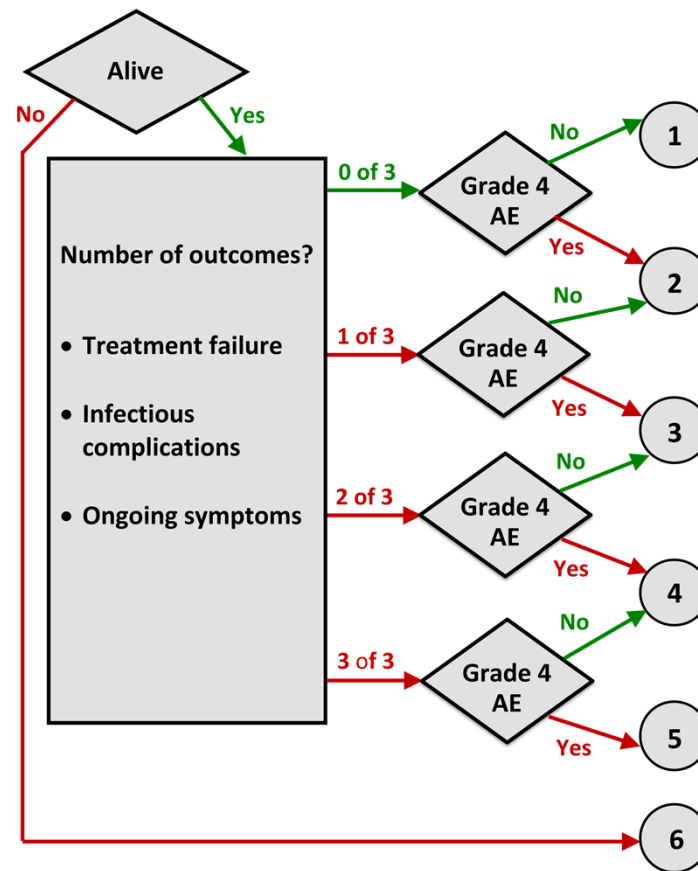 Alive
No
Yes
Number of outcomes?
• Treatment failure
• Infectious
complications
• Ongoing symptoms
0 of 3
Grade 4
AE
No
Yes
1
2
1 of 3
Grade 4
AE
No
Yes
3
2 of 3
Grade 4
AE
No
Yes
4
3 of 3
Grade 4
AE
No
Yes
5
6